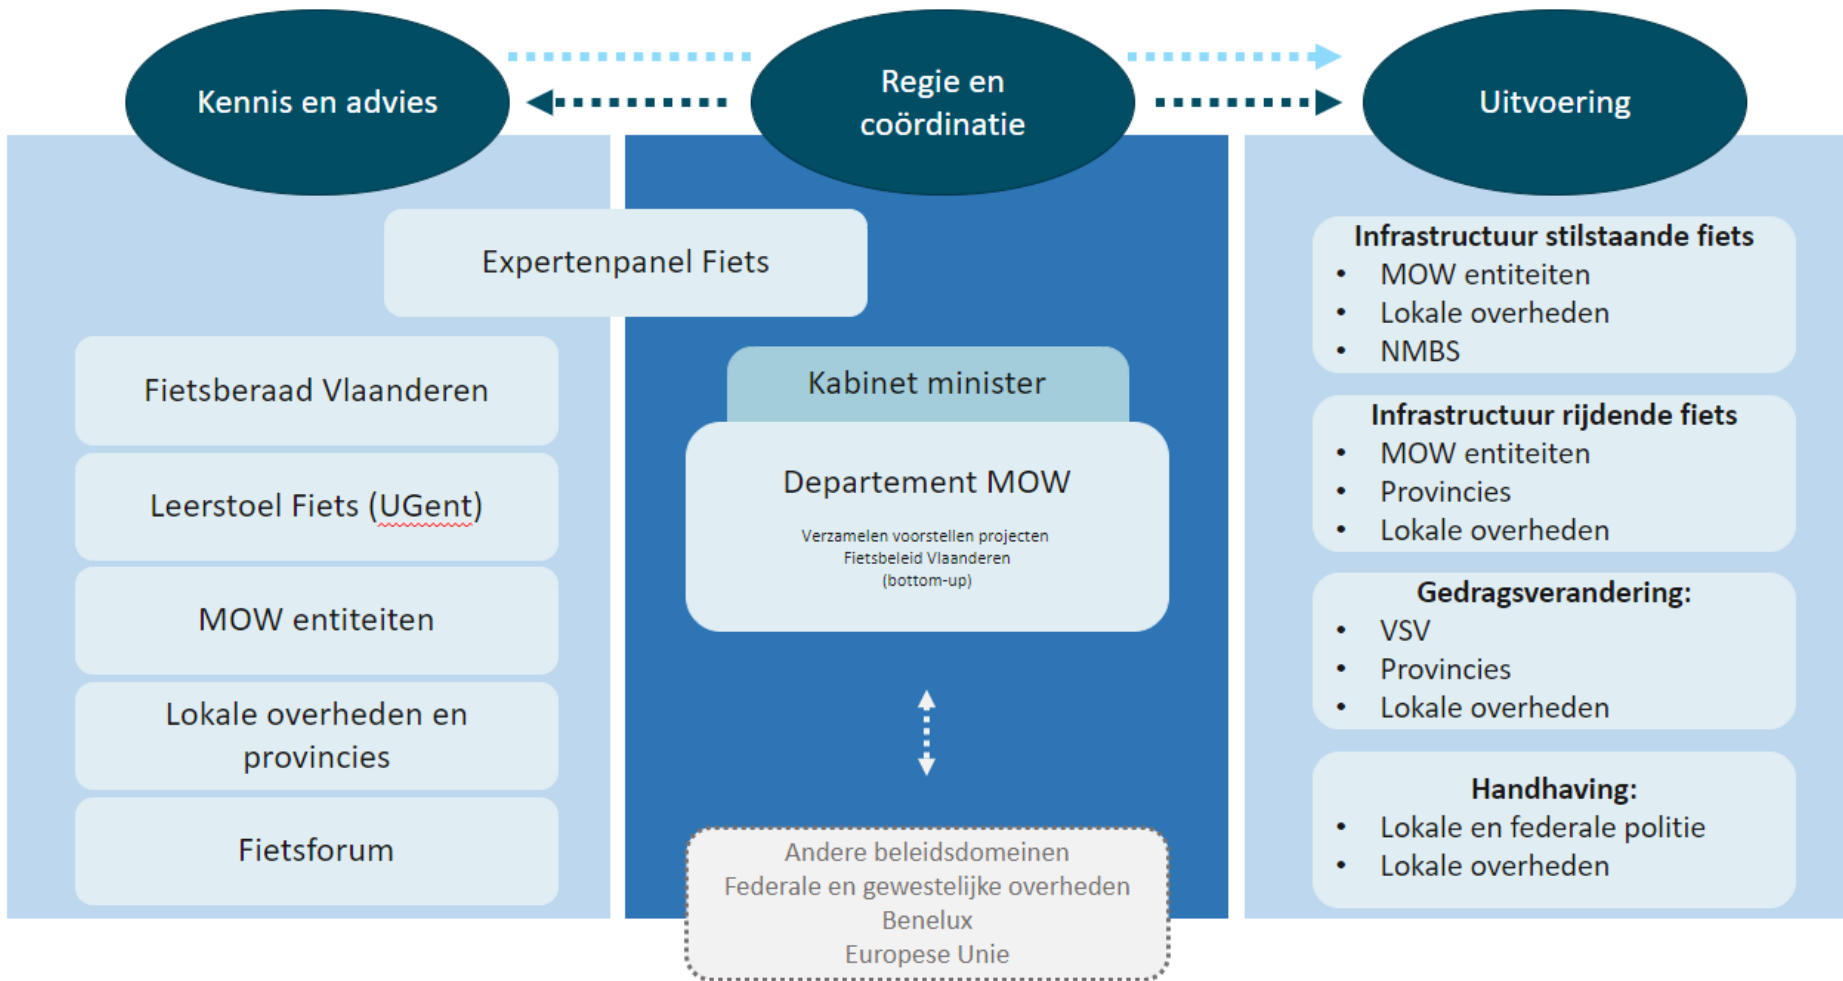 Kennis en advies
Regie en
coördinatie
Uitvoering
Expertenpanel Fiets
Fietsberaad Vlaanderen
Leerstoel Fiets (UGent)
MOW entiteiten
Lokale overheden en
provincies
Fietsforum
Kabinet minister
Departement MOW
Verzamelen voorstellen projecten
Fietsbeleid Vlaanderen
(bottom-up)
Andere beleidsdomeinen
Federale en gewestelijke overheden
Benelux
Europese Unie
Infrastructuur stilstaande fiets
• MOW entiteiten
• Lokale overheden
• NMBS
Infrastructuur rijdende fiets
• MOW entiteiten
• Provincies
• Lokale overheden
Gedragsverandering:
• VSV
• Provincies
• Lokale overheden
Handhaving:
• Lokale en federale politie
• Lokale overheden